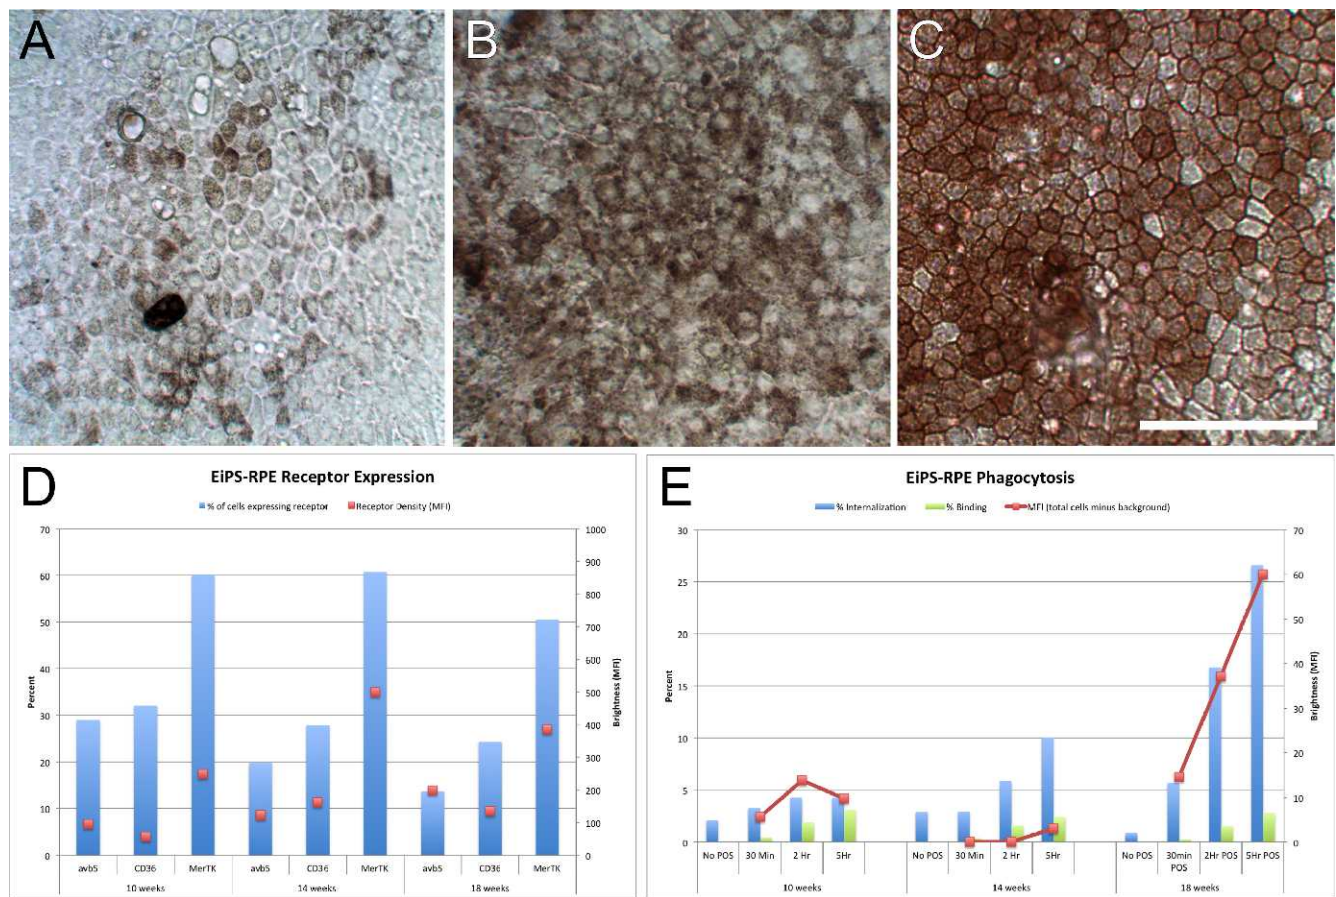 A
B
C
D
EiPS-RPE Receptor Expression
% of cells expressing receptor Receptor Density (MFI)
70
60
50
40
30
20
10
0
Percent
1000
900
800
700
600
500
400
300
200
100
0
Brightness (MFI)
avb5 CD36 MerTK avb5 CD36 MerTK avb5 CD36 MerTK
10 weeks 14 weeks 18 weeks
E
EiPS-RPE Phagocytosis
% Internalization % Binding MFI (total cells minus background)
30
25
20
15
10
5
0
Percent
70
60
50
40
30
20
10
0
Brightness (MFI)
No POS 30 Min 2 Hr 5Hr No POS 30 Min 2 Hr 5Hr No POS 30min 2Hr POS 5Hr POS
POS
10 weeks 14 weeks 18 weeks